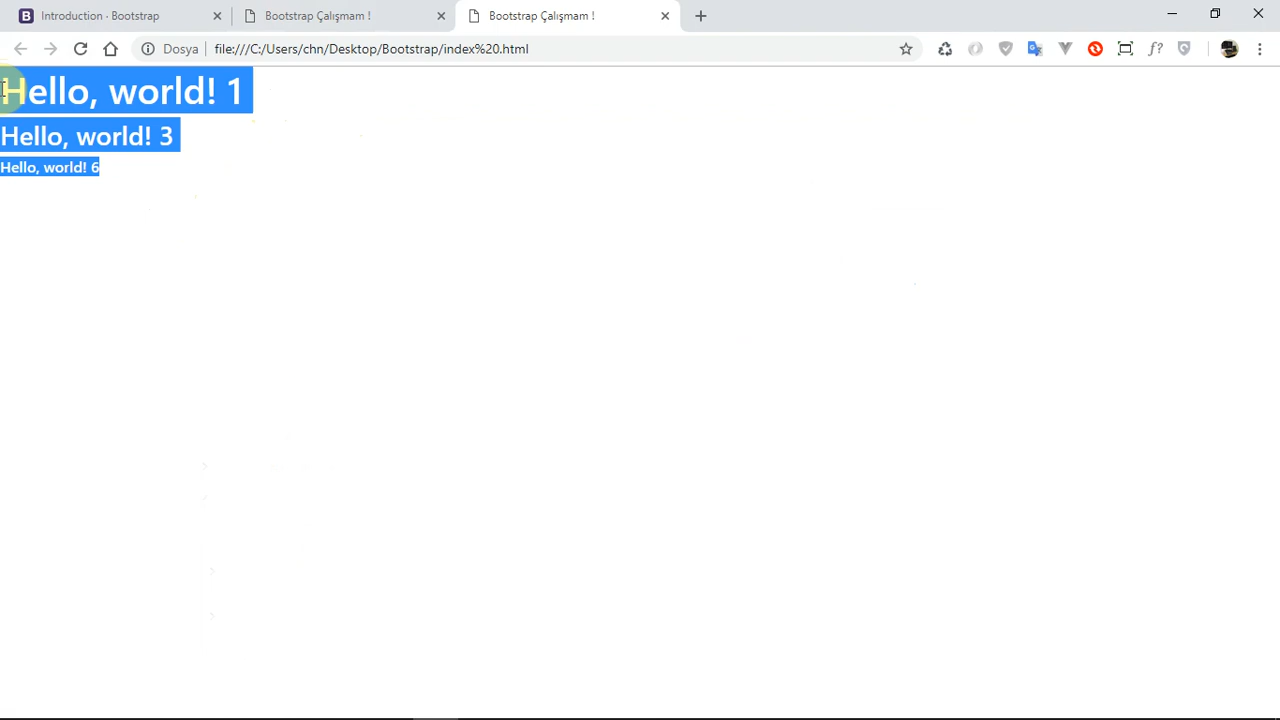 Introduction · Bootstrap
Bootstrap Çalışmam !
Bootstrap Çalışmam !
Dosya
file:///C:/Users/chn/Desktop/Bootstrap/index%20.html
Hello, world! 1
Hello, world! 3
Hello, world! 6